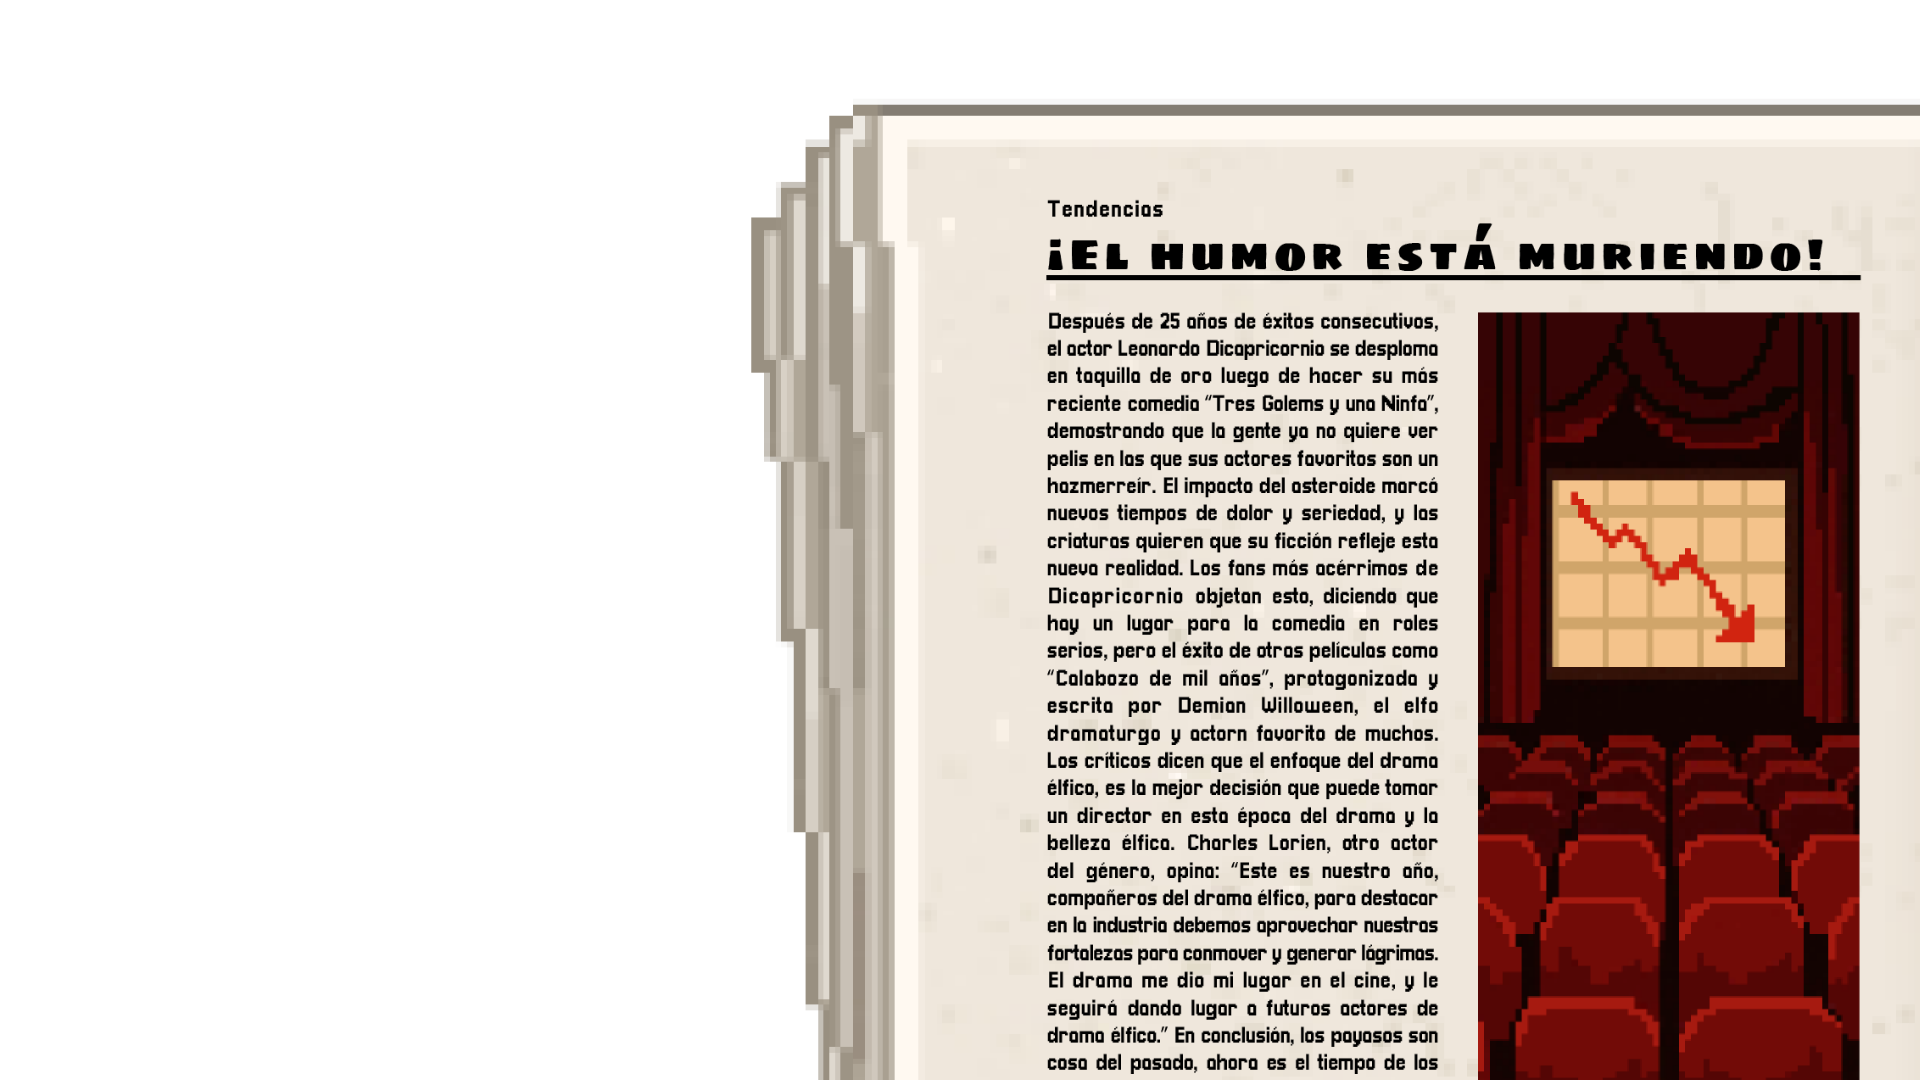 Tendencias
¡El humor está muriendo!
Después de 25 años de éxitos consecutivos,
el actor Leonardo Dicapricornio se desploma
en taquilla de oro luego de hacer su más
reciente comedia “Tres Golems y una Ninfa”,
demostrando que la gente ya no quiere ver
pelis en las que sus actores favoritos son un
hazmerreír. El impacto del asteroide marcó
nuevos tiempos de dolor y seriedad, y las
criaturas quieren que su ficción refleje esta
nueva realidad. Los fans más acérrimos de
Dicapricornio objetan esto, diciendo que
hay un lugar para la comedia en roles
serios, pero el éxito de otras películas como
“Calabozo de mil años”, protagonizada y
escrita por Demian Willoween, el elfo
dramaturgo y actorn favorito de muchos.
Los críticos dicen que el enfoque del drama
élfico, es la mejor decisión que puede tomar
un director en esta época del drama y la
belleza élfica. Charles Lorien, otro actor
del género, opina: “Este es nuestro año,
compañeros del drama élfico, para destacar
en la industria debemos aprovechar nuestras
fortalezas para conmover y generar lágrimas.
El drama me dio mi lugar en el cine, y le
seguirá dando lugar a futuros actores de
drama élfico.” En conclusión, los payasos son
cosa del pasado, ahora es el tiempo de los